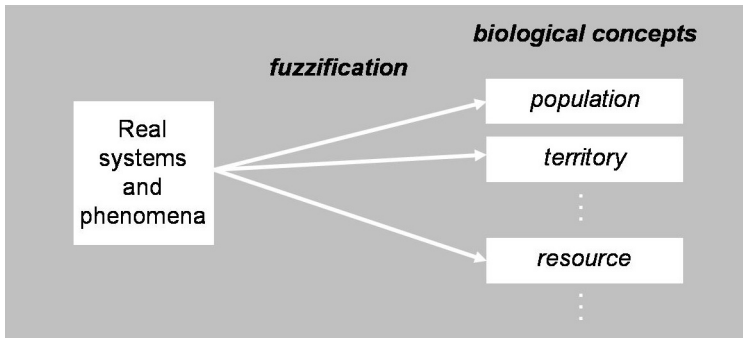 biological concepts
fuzzification
population
Real
systems
and
phenomena
territory
resource